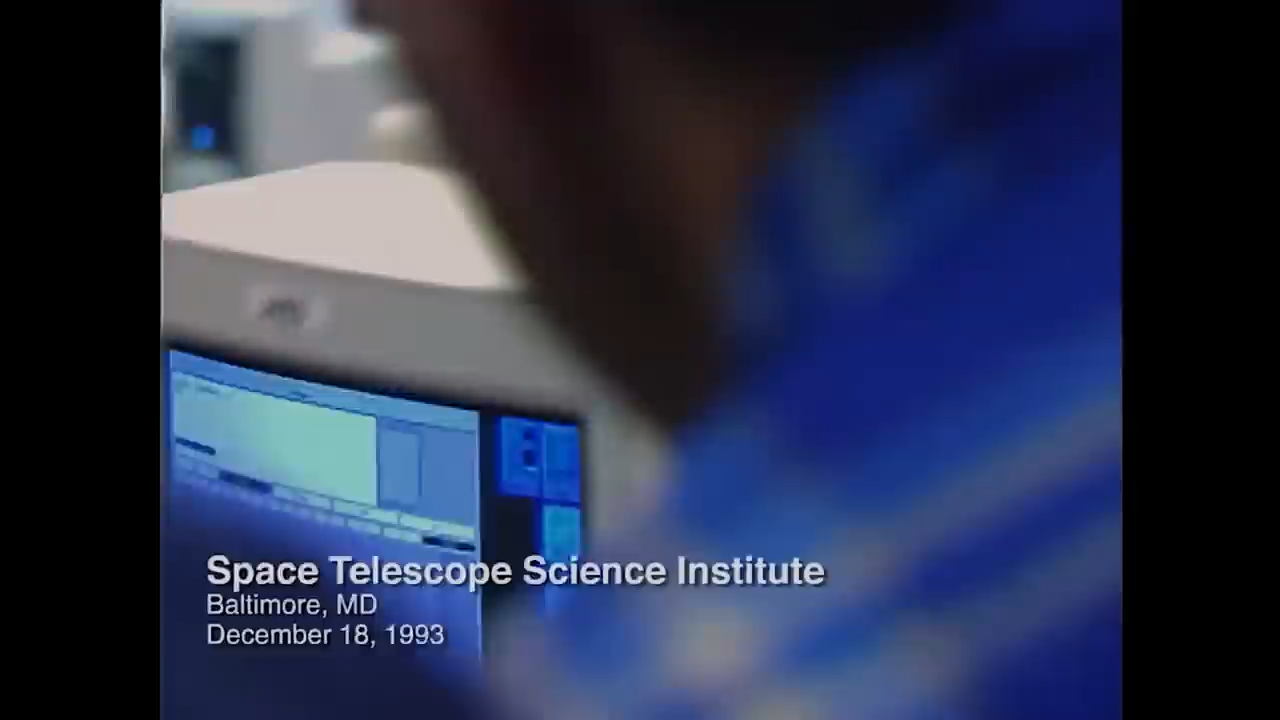 Space Telescope Science Institute
Baltimore, MD
December 18, 1993